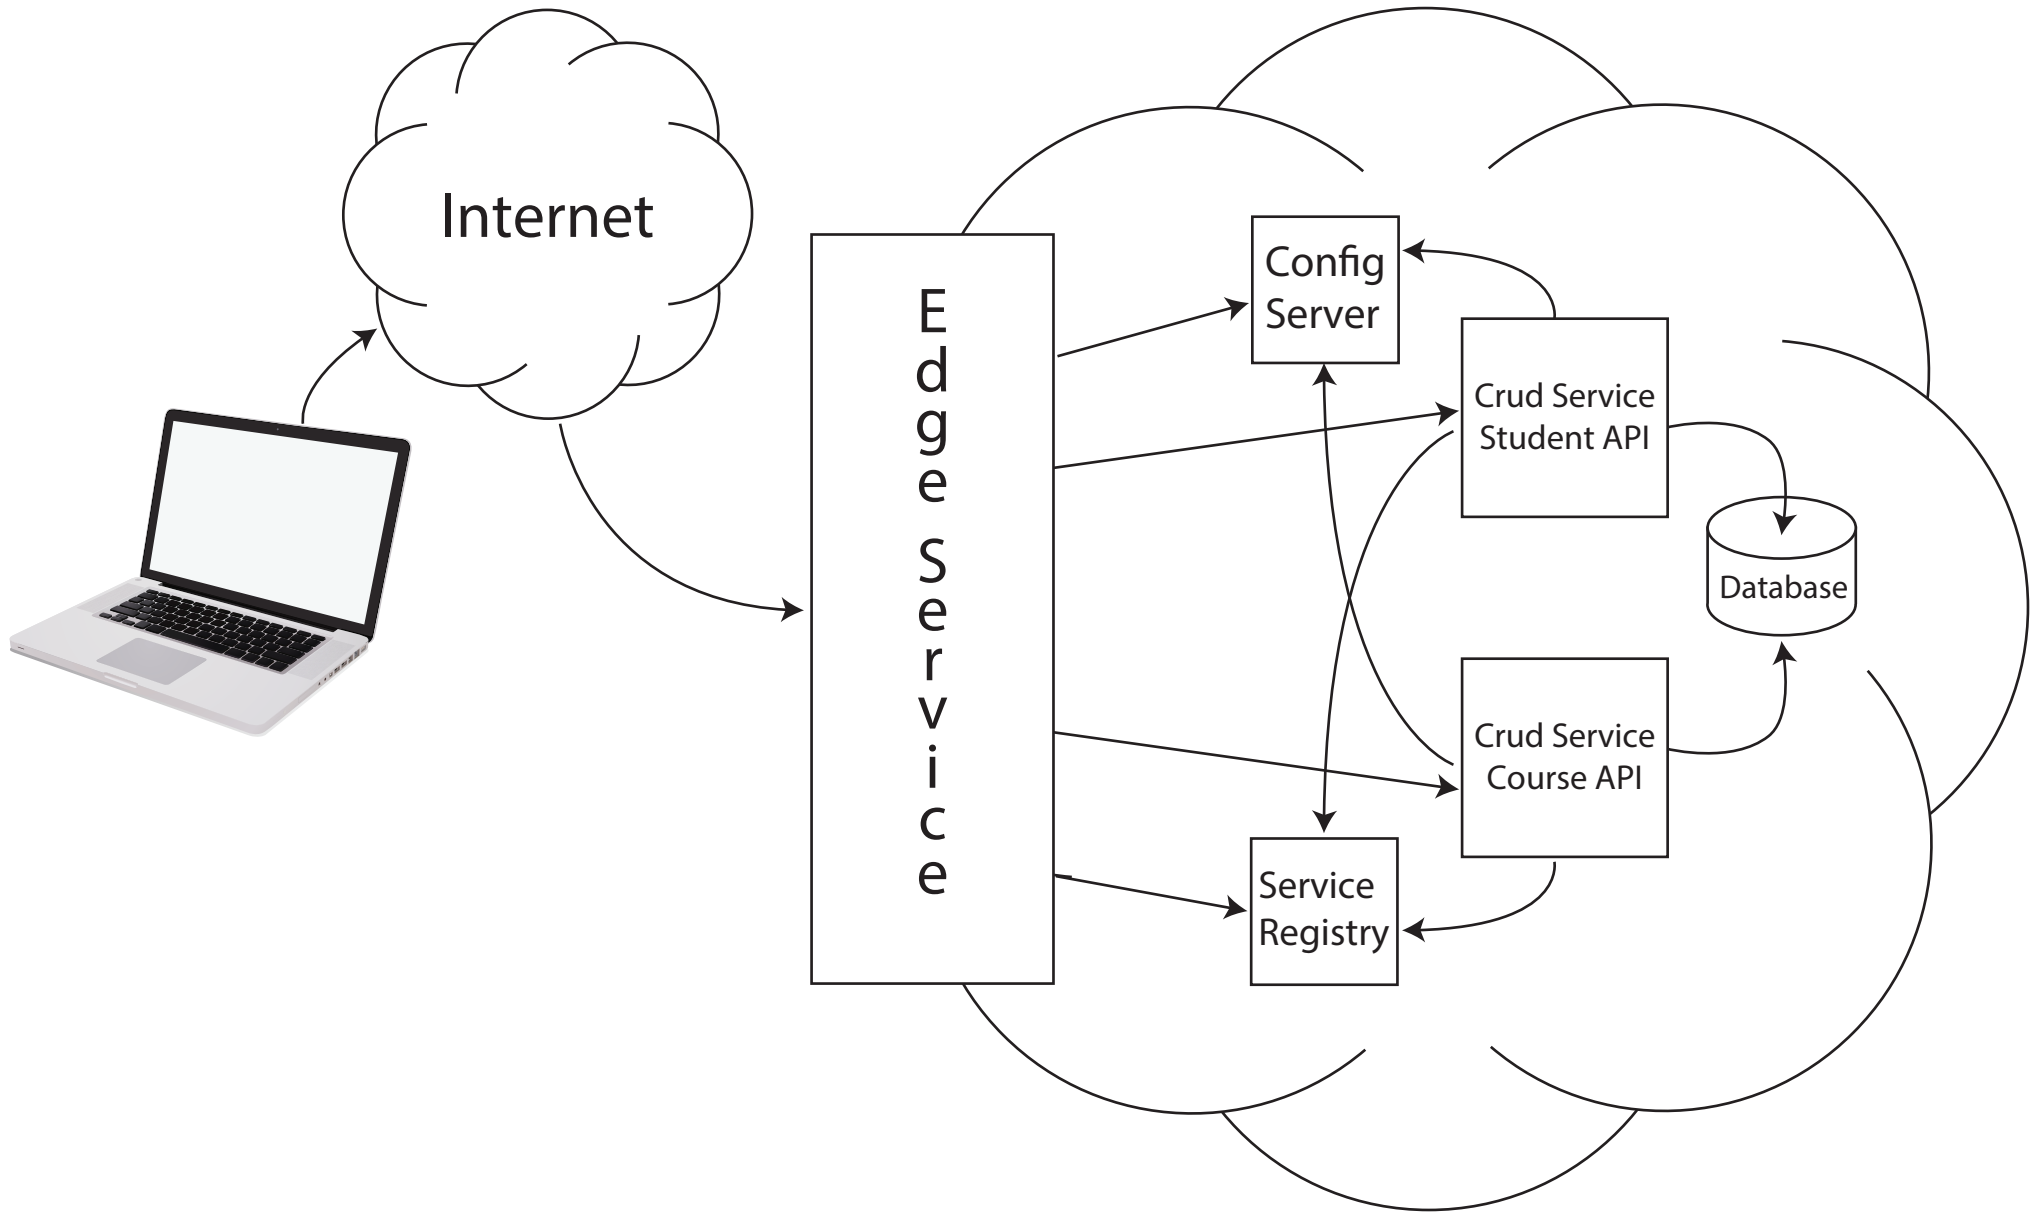 Internet
Edge Service
Config
Server
Crud Service
Student API
Database
Crud Service
Course API
Service
Registry